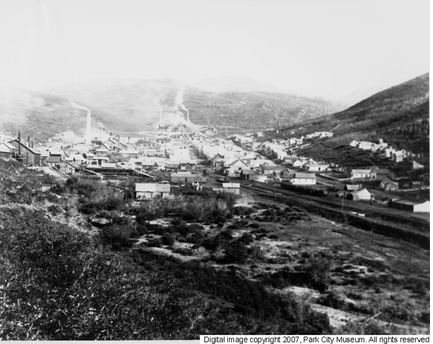 Digital image copyright 2007, Park City Museum. All rights reserved